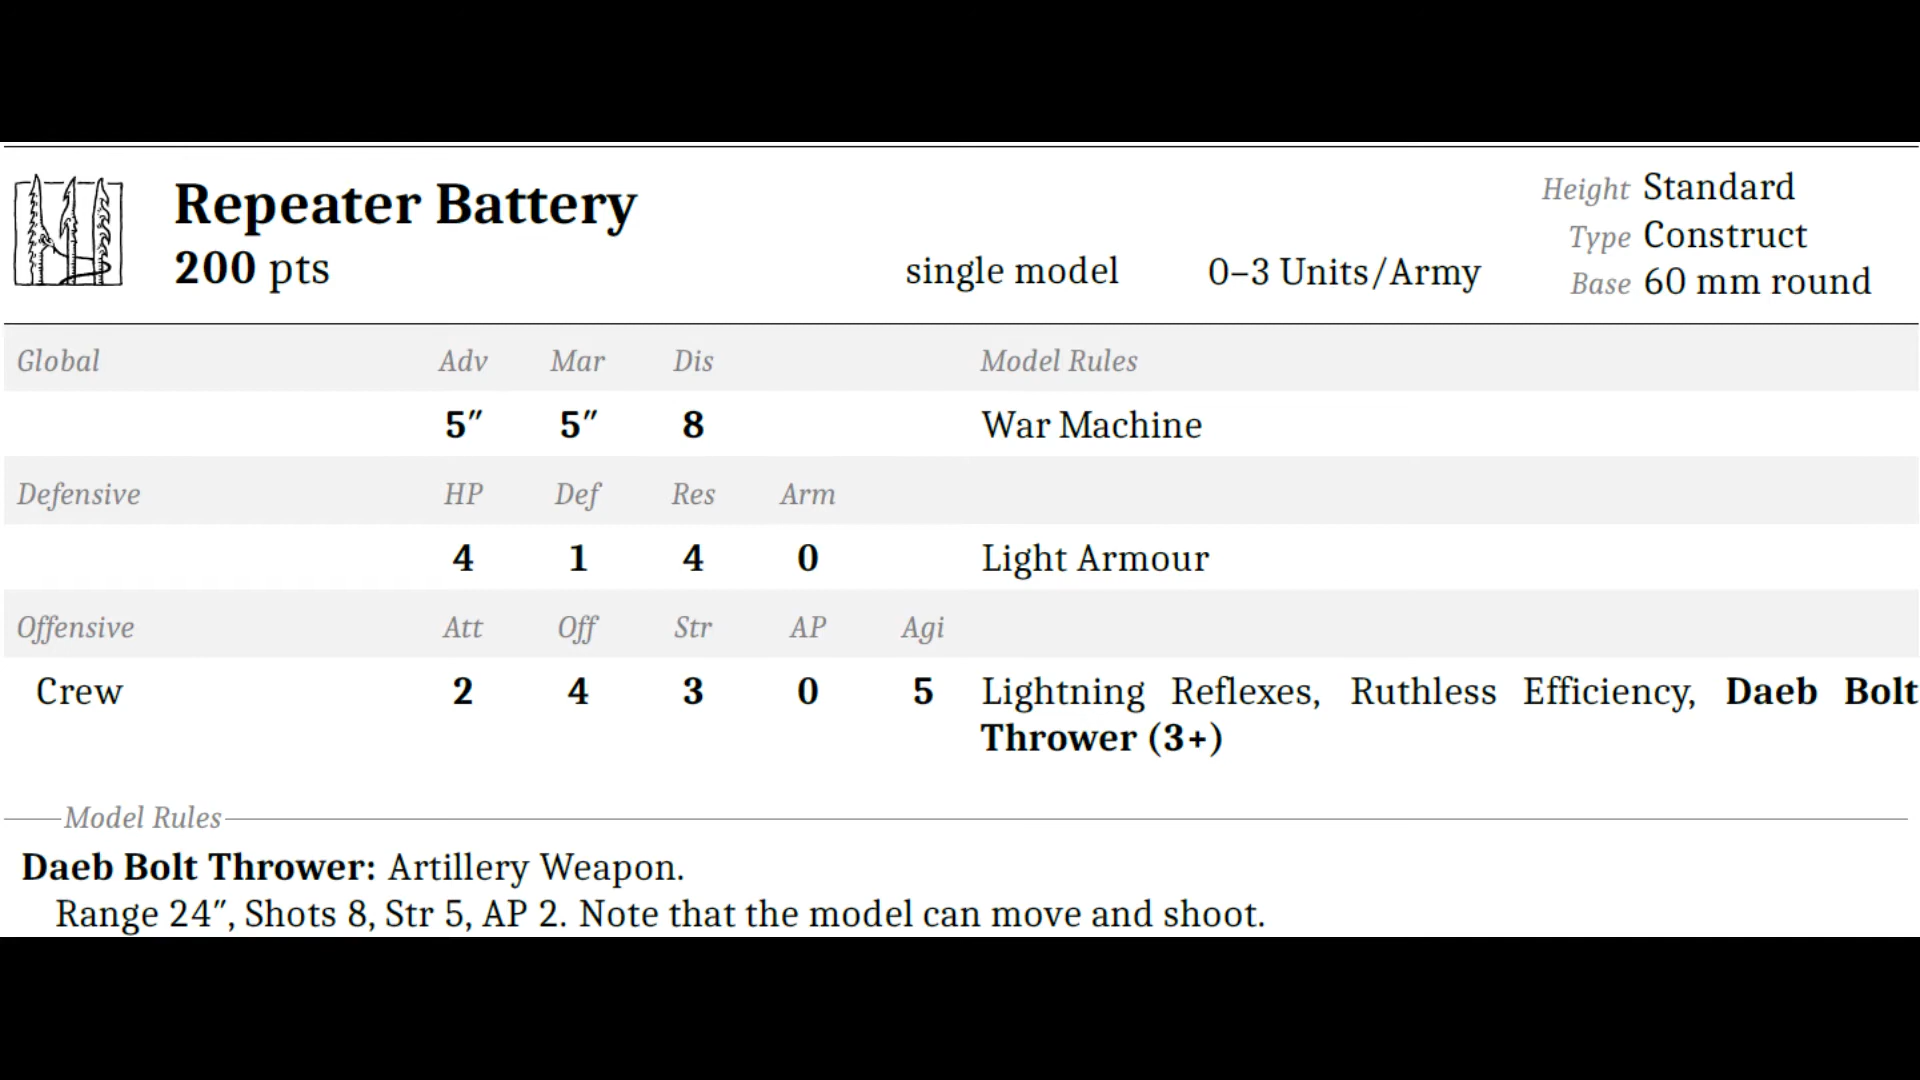 Repeater Battery
200 pts
single model
0–3 Units/Army
Height Standard
Type Construct
Base 60 mm round
Global Adv Mar Dis Model Rules
5″ 5″ 8 War Machine
Defensive HP Def Res Arm
4 1 4 0 Light Armour
Offensive Att Off Str AP Agi
Crew 2 4 3 0 5 Lightning Reflexes, Ruthless Efficiency, Daeb Bolt
Thrower (3+)
Model Rules
Daeb Bolt Thrower: Artillery Weapon.
Range 24″, Shots 8, Str 5, AP 2. Note that the model can move and shoot.